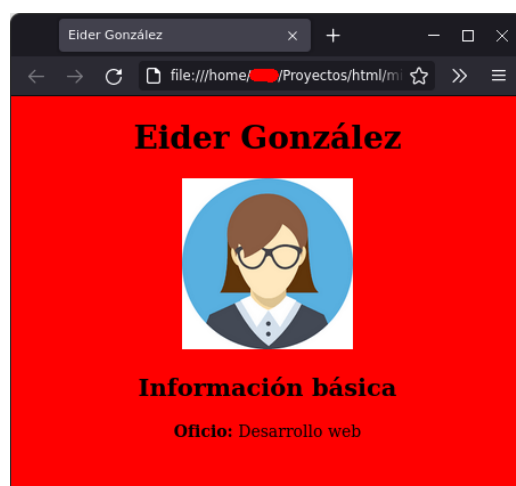 Eider González
file:///home/ /Proyectos/html/mi
Eider González
Información básica
Oficio: Desarrollo web